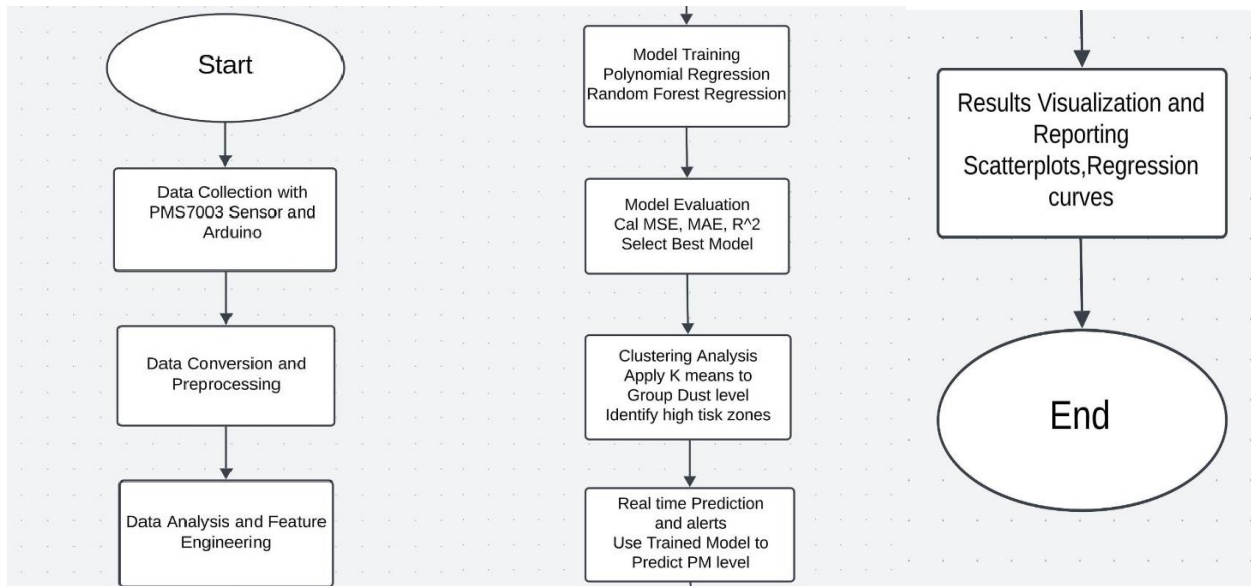 Start
Data Collection with
PMS7003 Sensor and
Arduino
Data Conversion and
Preprocessing
Data Analysis and Feature
Engineering
Model Training
Polynomial Regression
Random Forest Regression
Model Evaluation
Cal MSE, MAE, R^2
Select Best Model
Clustering Analysis
Apply K means to
Group Dust level
Identify high tisk zones
Real time Prediction
and alerts
Use Trained Model to
Predict PM level
Results Visualization and
Reporting
Scatterplots,Regression
curves
End